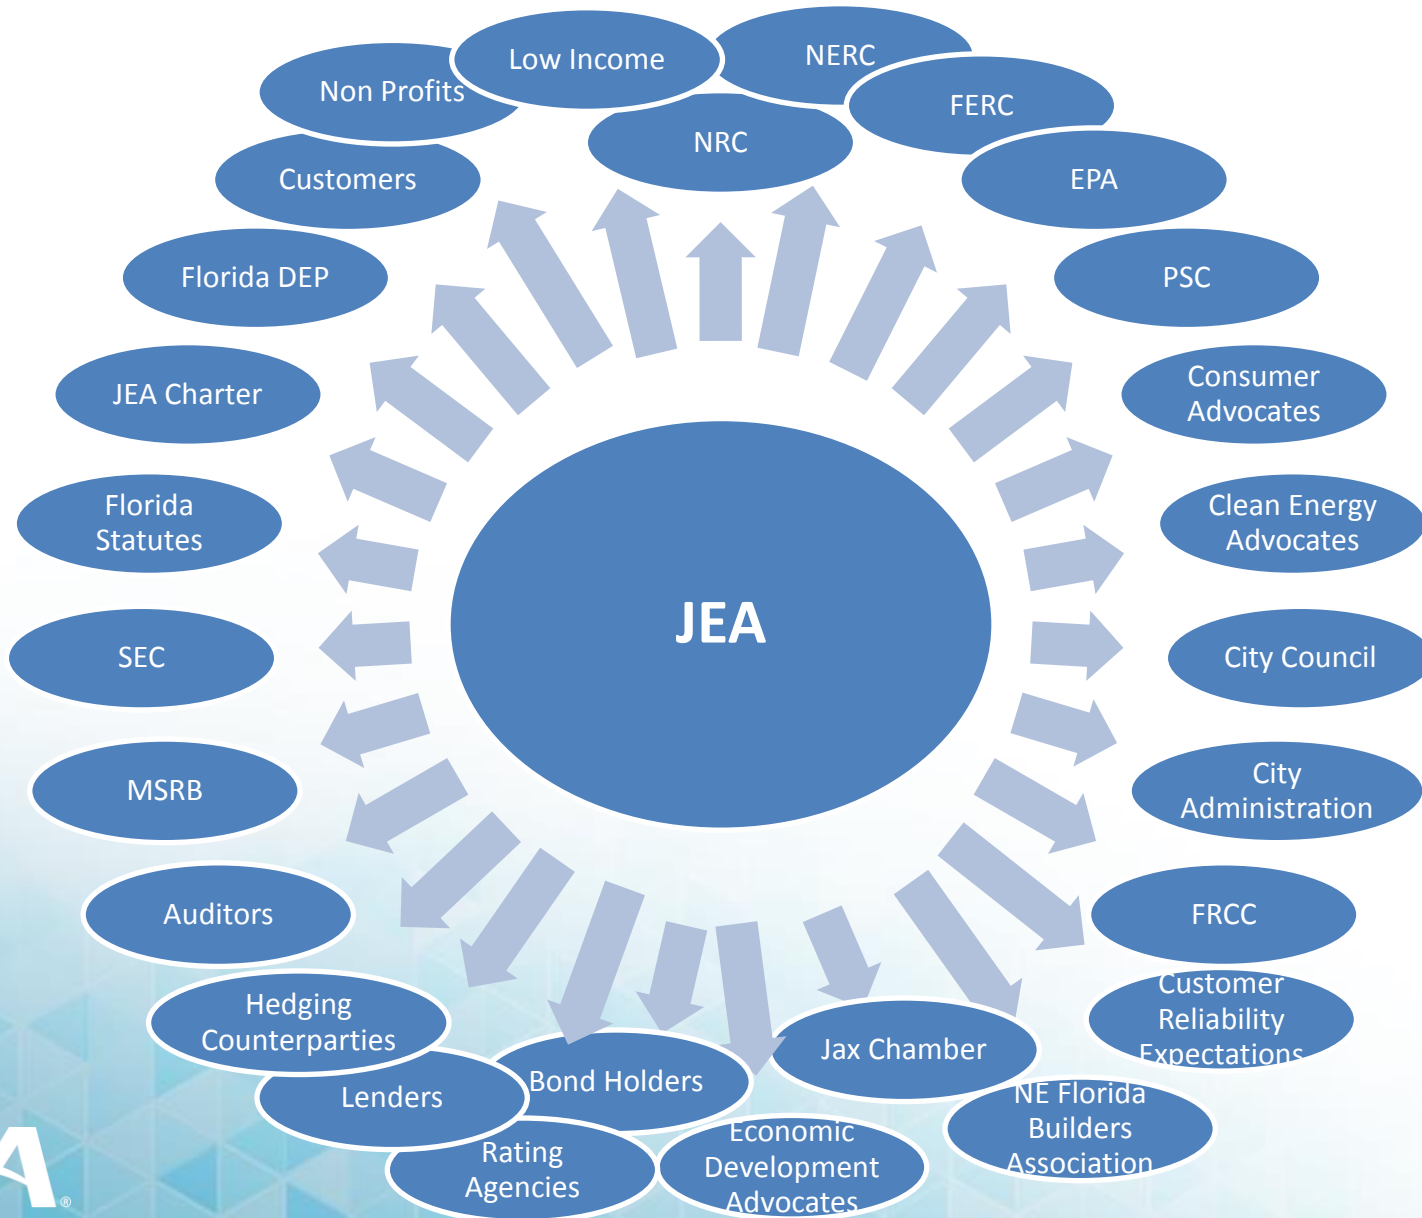 Low Income
NERC
Non Profits
FERC
NRC
Customers
EPA
Florida DEP
PSC
JEA Charter
Consumer
Advocates
Florida
Statutes
Clean Energy
Advocates
JEA
SEC
City Council
MSRB
City
Administration
Auditors
FRCC
Hedging
Counterparties
Customer
Reliability
Expectations
Jax Chamber
Bond Holders
Lenders
NE Florida
Builders
Association
Rating
Agencies
Economic
Development
Advocates
A®